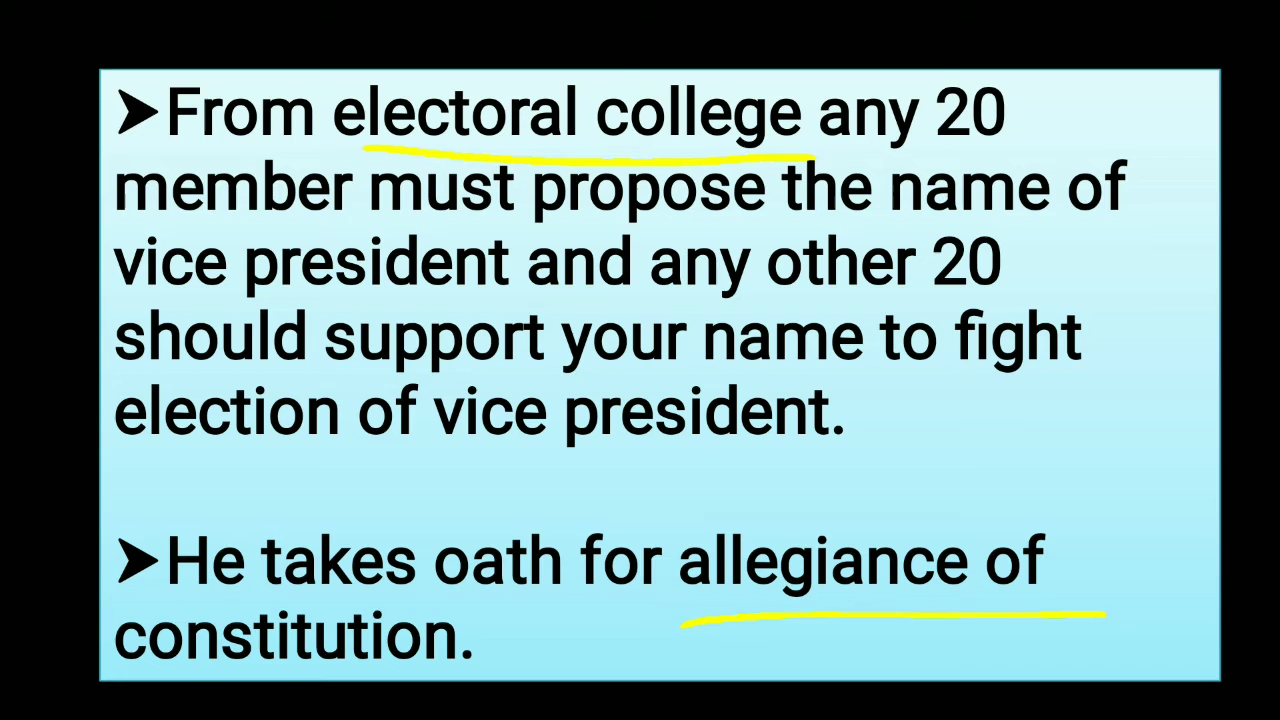 ➤From electoral college any 20
member must propose the name of
vice president and any other 20
should support your name to fight
election of vice president.
➤He takes oath for allegiance of
constitution.